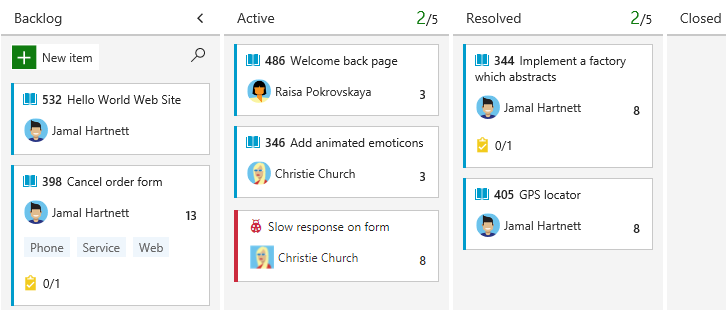 Backlog
New item
532 Hello World Web Site
Jamal Hartnett
398 Cancel order form
Jamal Hartnett 13
Phone Service Web
0/1
Active 2/5
486 Welcome back page
Raisa Pokrovskaya 3
346 Add animated emoticons
Christie Church 3
Slow response on form
Christie Church 8
Resolved 2/5
344 Implement a factory
which abstracts
Jamal Hartnett 8
0/1
405 GPS locator
Jamal Hartnett 8
Closed